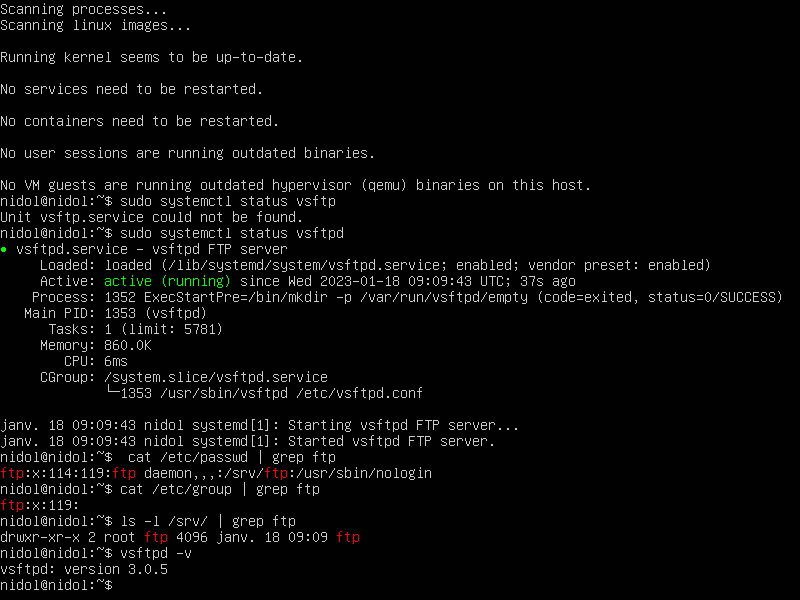 Scanning processes...
Scanning linux images...
Running kernel seems to be up-to-date.
No services need to be restarted.
No containers need to be restarted.
No user sessions are running outdated binaries.
No VM guests are running outdated hypervisor (qemu) binaries on this host.
nidol@nidol:~$ sudo systemctl status vsftp
Unit vsftp.service could not be found.
nidol@nidol:~$ sudo systemctl status vsftpd
● vsftpd.service - vsftpd FTP server
     Loaded: loaded (/lib/systemd/system/vsftpd.service; enabled; vendor preset: enabled)
     Active: active (running) since Wed 2023-01-18 09:09:43 UTC; 37s ago
    Process: 1352 ExecStartPre=/bin/mkdir -p /var/run/vsftpd/empty (code=exited, status=0/SUCCESS)
   Main PID: 1353 (vsftpd)
      Tasks: 1 (limit: 5781)
     Memory: 860.0K
        CPU: 6ms
     CGroup: /system.slice/vsftpd.service
             └─1353 /usr/sbin/vsftpd /etc/vsftpd.conf
janv. 18 09:09:43 nidol systemd[1]: Starting vsftpd FTP server...
janv. 18 09:09:43 nidol systemd[1]: Started vsftpd FTP server.
nidol@nidol:~$  cat /etc/passwd | grep ftp
ftp:x:114:119:ftp daemon,,,:/srv/ftp:/usr/sbin/nologin
nidol@nidol:~$ cat /etc/group | grep ftp
ftp:x:119:
nidol@nidol:~$ ls -l /srv/ | grep ftp
drwxr-xr-x 2 root ftp 4096 janv. 18 09:09 ftp
nidol@nidol:~$ vsftpd -v
vsftpd: version 3.0.5
nidol@nidol:~$